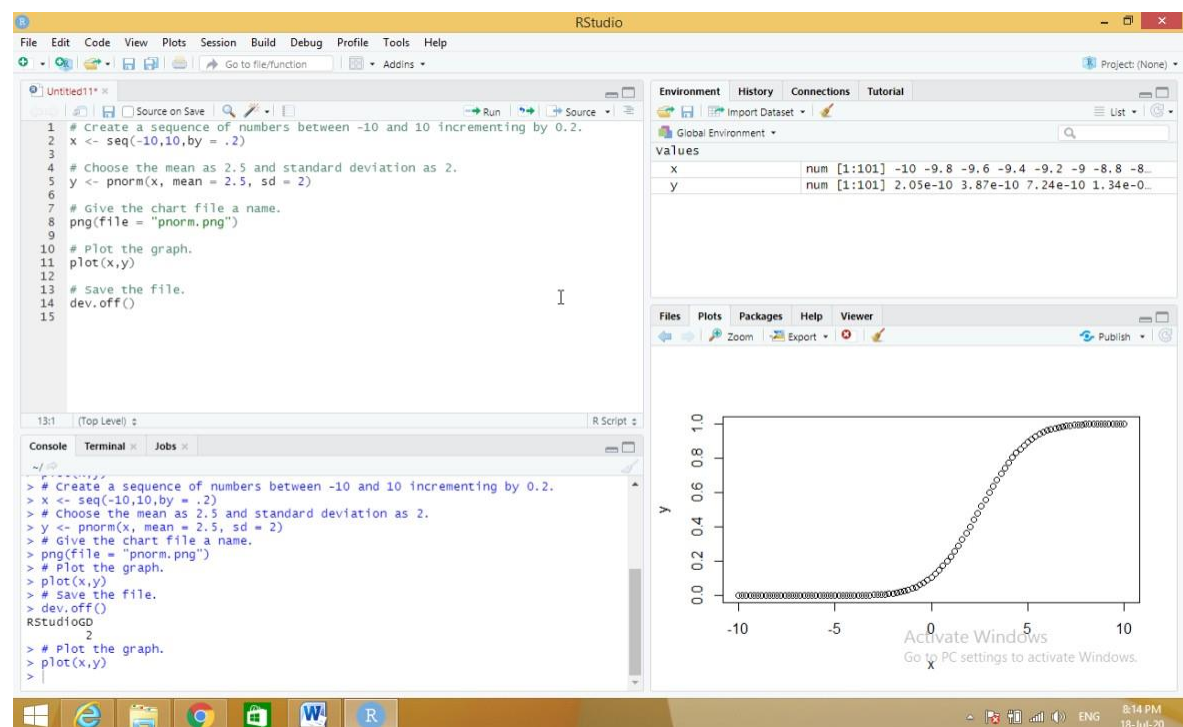 RStudio
File Edit Code View Plots Session Build Debug Profile Tools Help
Go to file/function Addins
Project: (None)
Untitled11*
Source on Save Run Source
1 # Create a sequence of numbers between -10 and 10 incrementing by 0.2.
2 x <- seq(-10,10,by = .2)
3
4 # Choose the mean as 2.5 and standard deviation as 2.
5 y <- pnorm(x, mean = 2.5, sd = 2)
6
7 # Give the chart file a name.
8 png(file = "pnorm.png")
9
10 # Plot the graph.
11 plot(x,y)
12
13 # Save the file.
14 dev.off()
15
13:1 (Top Level) R Script
Console Terminal Jobs
~/
> # Create a sequence of numbers between -10 and 10 incrementing by 0.2.
> x <- seq(-10,10,by = .2)
> # Choose the mean as 2.5 and standard deviation as 2.
> y <- pnorm(x, mean = 2.5, sd = 2)
> # Give the chart file a name.
> png(file = "pnorm.png")
> # Plot the graph.
> plot(x,y)
> # Save the file.
> dev.off()
RStudioGD
2
> # Plot the graph.
> plot(x,y)
>
Environment History Connections Tutorial
Import Dataset List
Global Environment
Values
x num [1:101] -10 -9.8 -9.6 -9.4 -9.2 -9 -8.8 -8…
y num [1:101] 2.05e-10 3.87e-10 7.24e-10 1.34e-0…
Files Plots Packages Help Viewer
Zoom Export Publish
1.0
0.8
0.6
0.4
0.2
0.0
y
-10 -5 0 5 10
x
Activate Windows
Go to PC settings to activate Windows.
ENG
8:14 PM
18-Jul-20